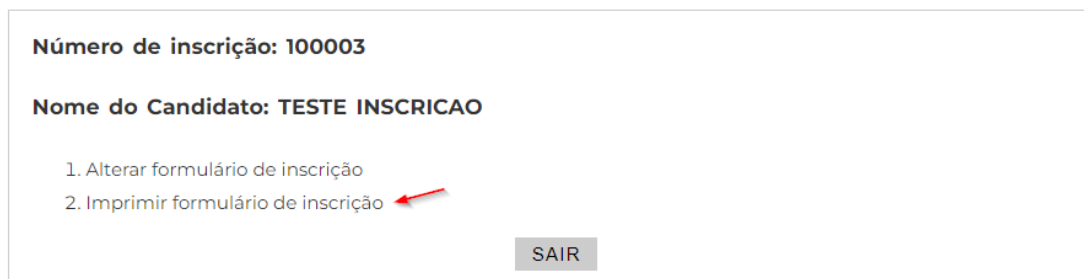 Número de inscrição: 100003
Nome do Candidato: TESTE INSCRICAO
1. Alterar formulário de inscrição
2. Imprimir formulário de inscrição
SAIR